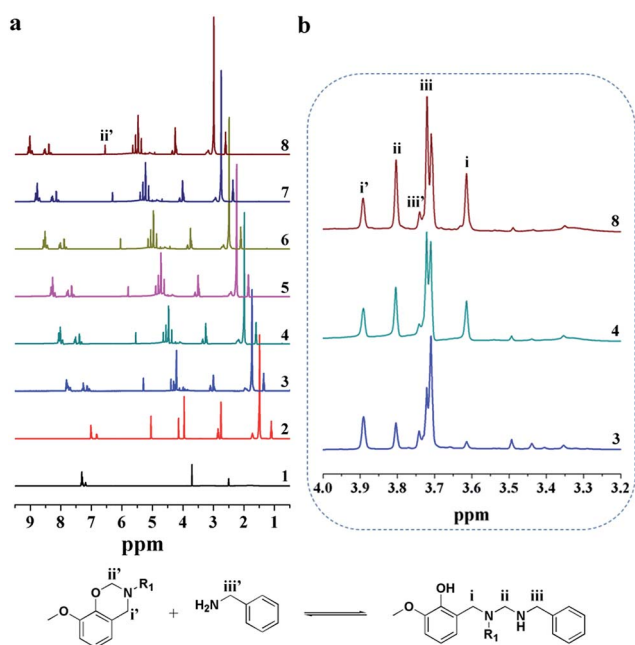 a
ii'
8
7
6
5
4
3
2
1
9 8 7 6 5 4 3 2 1
ppm
b
iii
ii
i' iii' i
8
4
3
4.0 3.9 3.8 3.7 3.6 3.5 3.4 3.3 3.2
ppm
ii'
O N R1
O i'
+
iii'
H2N
OH i ii iii
O N N
R1 H